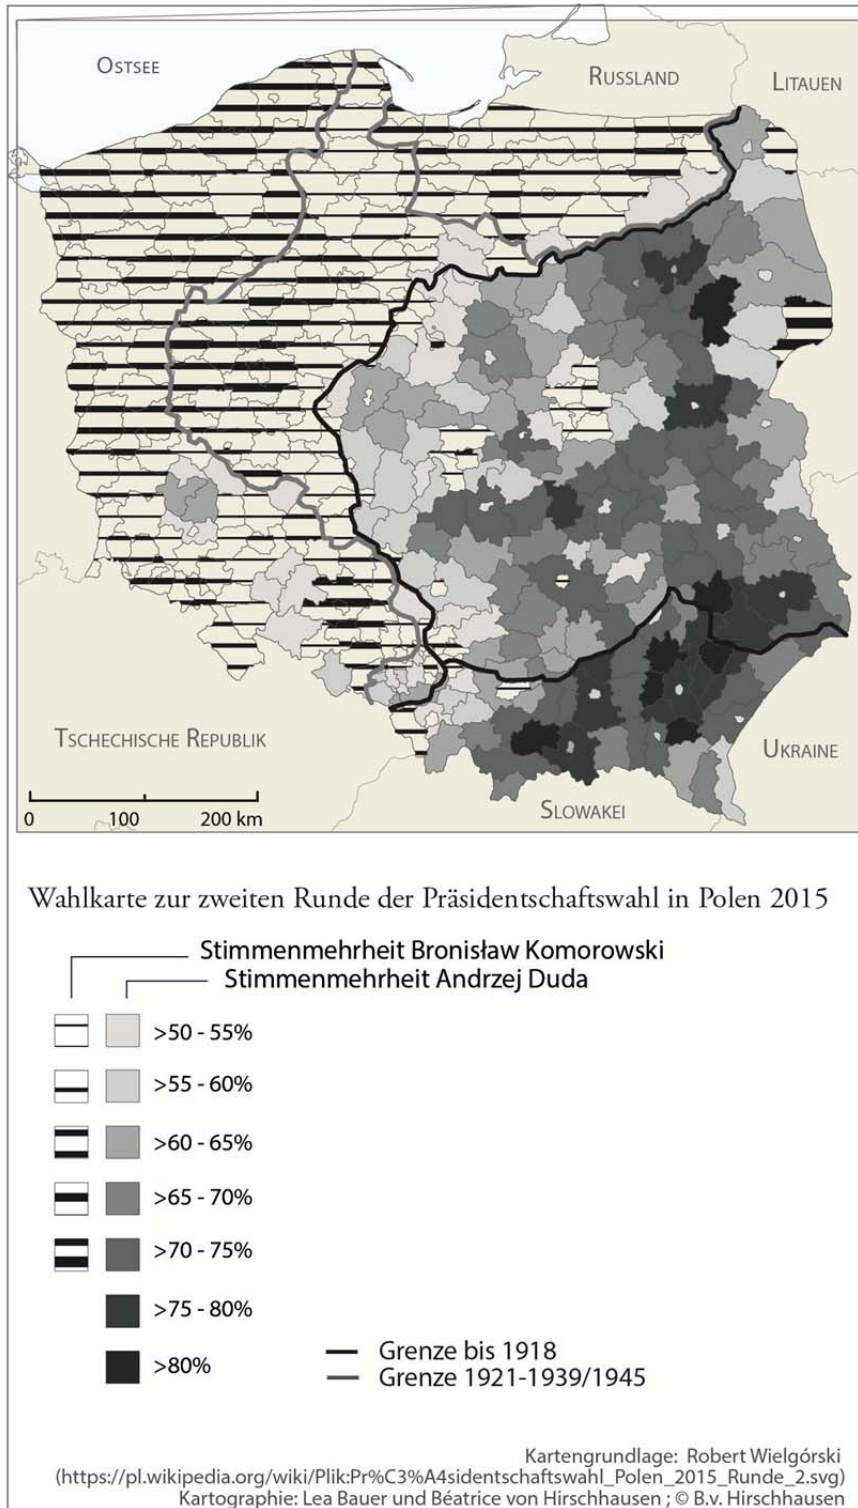 OSTSEE
RUSSLAND
LITAUEN
TSCHECHISCHE REPUBLIK
UKRAINE
SLOWAKEI
0 100 200 km
Wahlkarte zur zweiten Runde der Präsidentschaftswahl in Polen 2015
Stimmenmehrheit Bronisław Komorowski
Stimmenmehrheit Andrzej Duda
>50 - 55%
>55 - 60%
>60 - 65%
>65 - 70%
>70 - 75%
>75 - 80%
>80%
Grenze bis 1918
Grenze 1921-1939/1945
Kartengrundlage: Robert Wielgórski
(https://pl.wikipedia.org/wiki/Plik:Pr%C3%A4sidentschaftswahl_Polen_2015_Runde_2.svg)
Kartographie: Lea Bauer und Béatrice von Hirschhausen ; © B.v. Hirschhausen